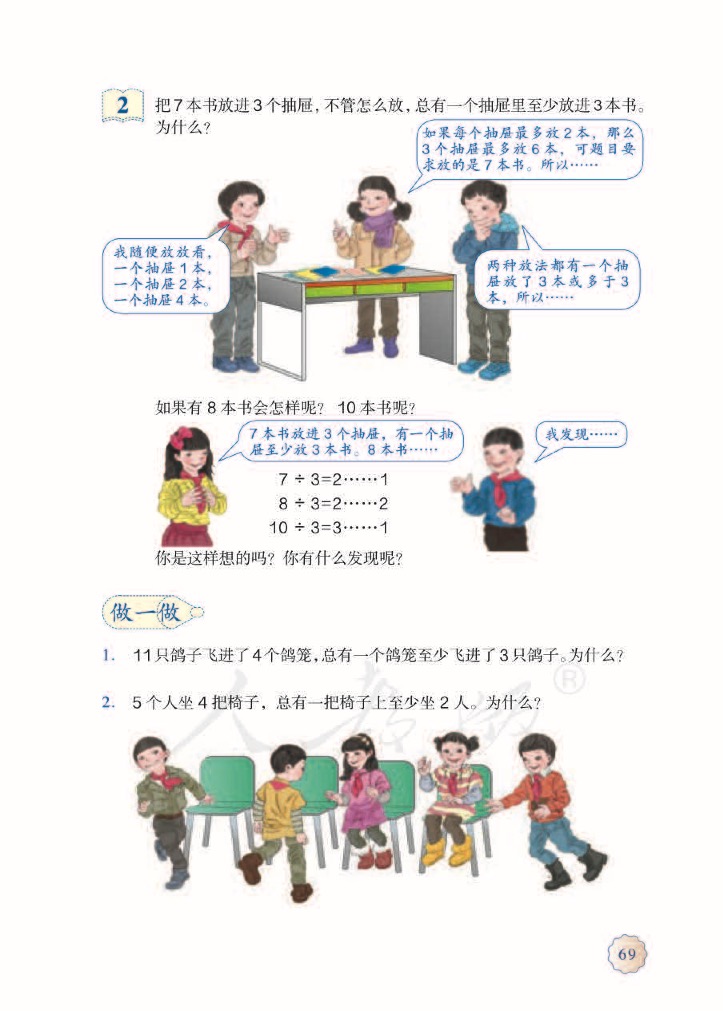 2 把7本书放进3个抽屉，不管怎么放，总有一个抽屉里至少放进3本书。
为什么？
如果每个抽屉最多放2本，那么
3个抽屉最多放6本，可题目要
求放的是7本书。所以……
我随便放放看，
一个抽屉1本，
一个抽屉2本，
一个抽屉4本。
两种放法都有一个抽
屉放了3本或多于3
本，所以……
如果有8本书会怎样呢？ 10本书呢？
7本书放进3个抽屉，有一个抽
屉至少放3本书。8本书……
我发现……
7 ÷ 3=2……1
8 ÷ 3=2……2
10 ÷ 3=3……1
你是这样想的吗？你有什么发现呢？
做一做
1. 11只鸽子飞进了4个鸽笼，总有一个鸽笼至少飞进了3只鸽子。为什么？
人教版®
2. 5个人坐4把椅子，总有一把椅子上至少坐2人。为什么？
69